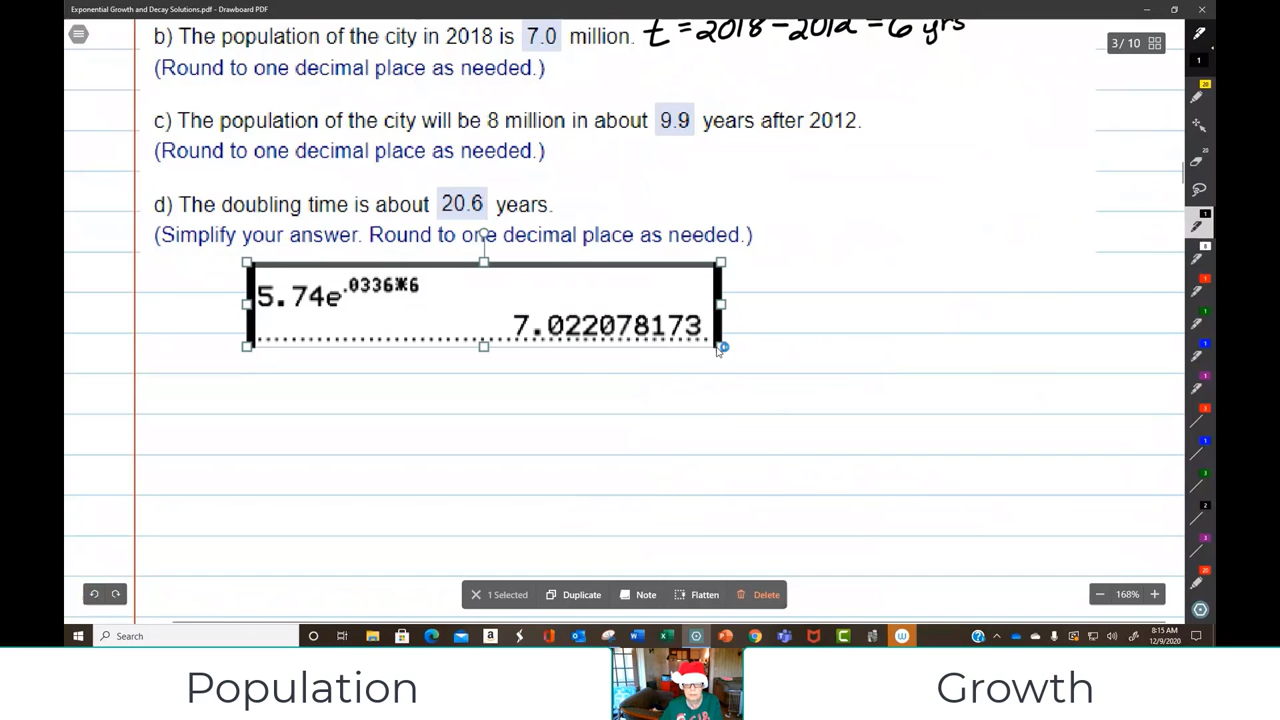 Exponential Growth and Decay Solutions.pdf - Drawboard PDF
b) The population of the city in 2018 is 7.0 million. t = 2018 - 2012 = 6 yrs
(Round to one decimal place as needed.)
3 / 10
c) The population of the city will be 8 million in about 9.9 years after 2012.
(Round to one decimal place as needed.)
d) The doubling time is about 20.6 years.
(Simplify your answer. Round to one decimal place as needed.)
5.74e^.0336*6
7.022078173
1 Selected Duplicate Note Flatten Delete
168%
Search
8:15 AM
12/9/2020
Population Growth